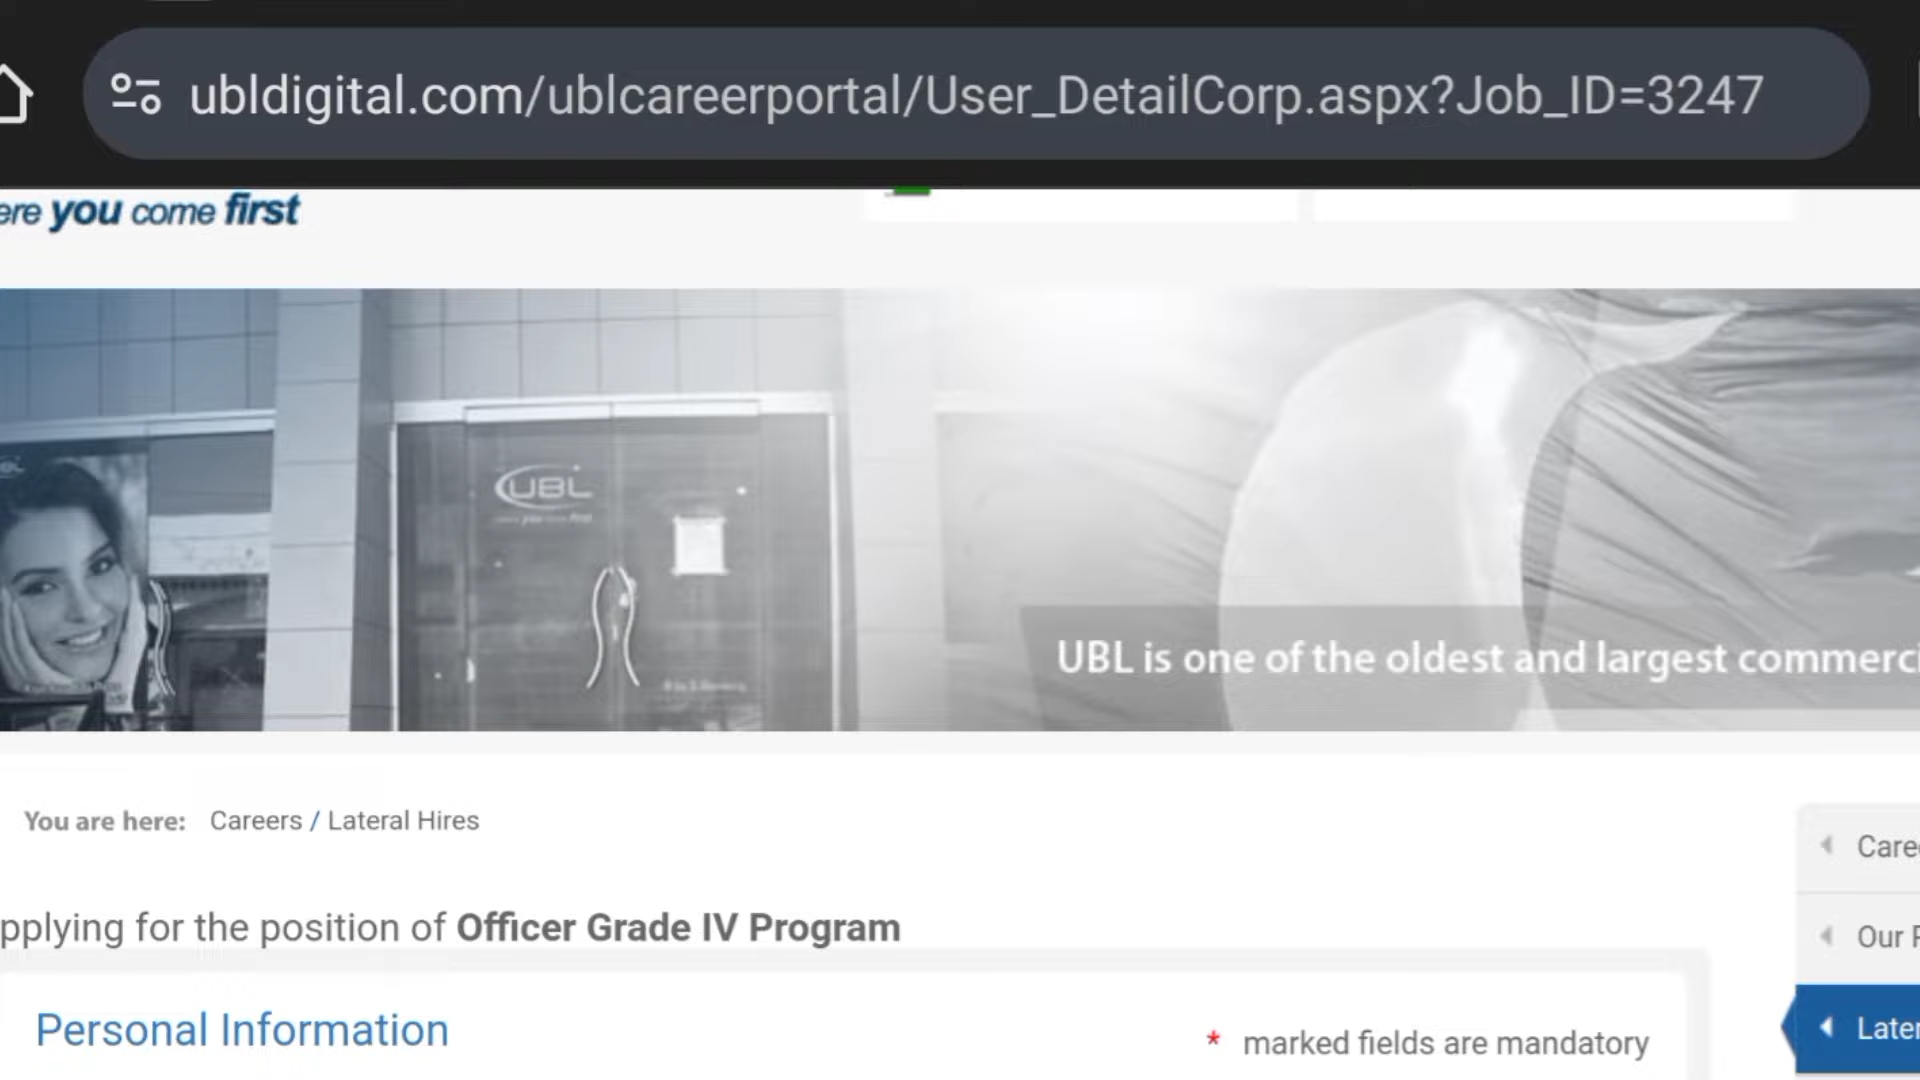 ubldigital.com/ublcareerportal/User_DetailCorp.aspx?Job_ID=3247
ere you come first
UBL
UBL is one of the oldest and largest commerci
You are here: Careers / Lateral Hires
Care
pplying for the position of Officer Grade IV Program
Our
Personal Information
* marked fields are mandatory
Later